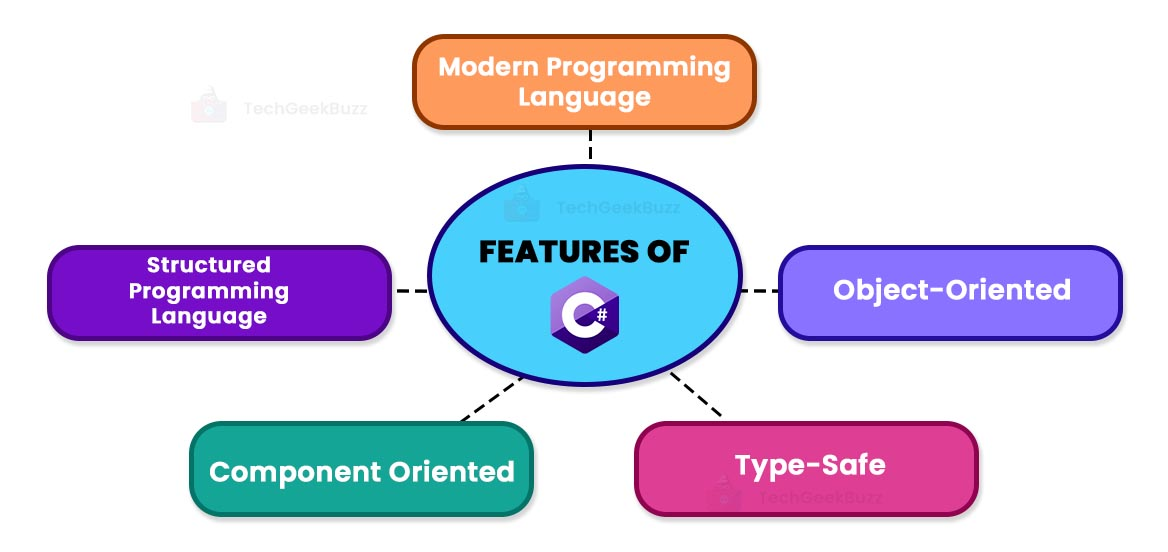 Modern Programming
Language
TechGeekBuzz
TechGeekBuzz
FEATURES OF
C#
Structured
Programming
Language
Object-Oriented
Component Oriented
Type-Safe
TechGeekBuzz